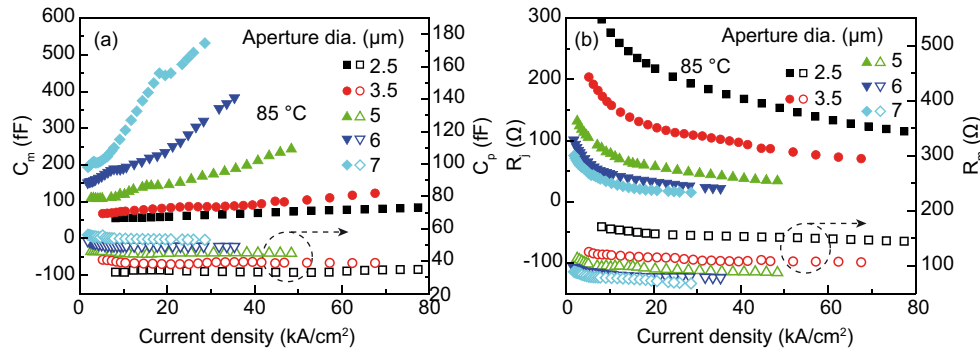 (a)
Aperture dia. (µm)
2.5
3.5
5
6
7
85 °C
600
500
400
300
200
100
0
-100
C_m (fF)
180
160
140
120
100
80
60
40
20
C_p (fF)
0 20 40 60 80
Current density (kA/cm²)
(b)
Aperture dia. (µm)
85 °C
2.5
3.5
5
6
7
300
200
100
0
-100
R_j (Ω)
500
400
300
200
100
0 20 40 60 80
Current density (kA/cm²)